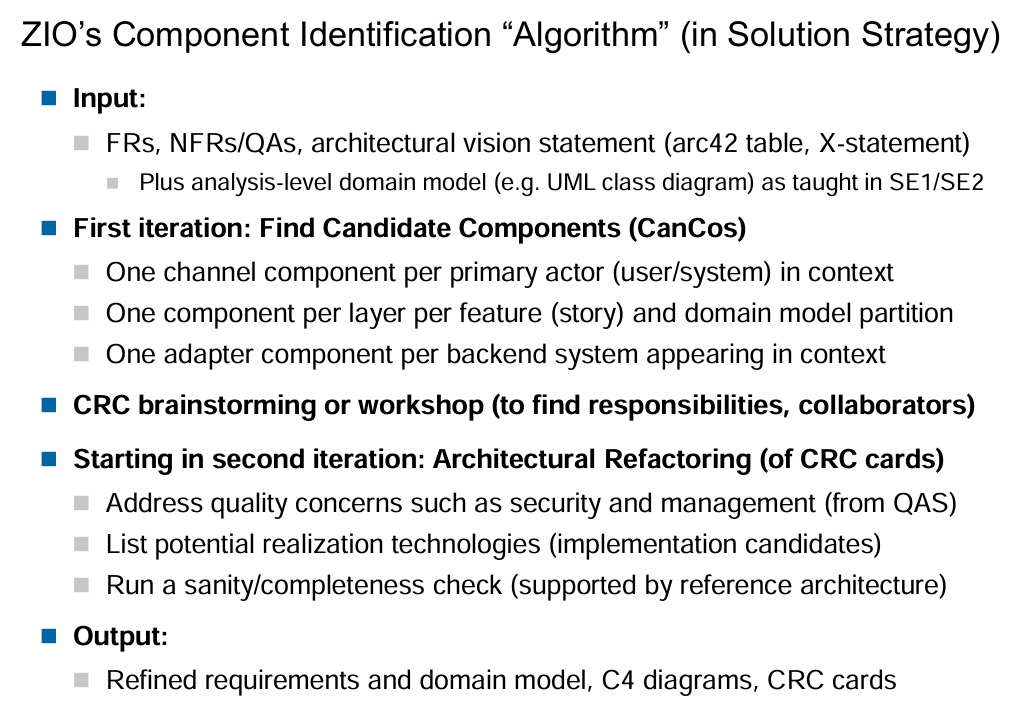 ZIO's Component Identification “Algorithm” (in Solution Strategy)
Input:
FRs, NFRs/QAs, architectural vision statement (arc42 table, X-statement)
Plus analysis-level domain model (e.g. UML class diagram) as taught in SE1/SE2
First iteration: Find Candidate Components (CanCos)
One channel component per primary actor (user/system) in context
One component per layer per feature (story) and domain model partition
One adapter component per backend system appearing in context
CRC brainstorming or workshop (to find responsibilities, collaborators)
Starting in second iteration: Architectural Refactoring (of CRC cards)
Address quality concerns such as security and management (from QAS)
List potential realization technologies (implementation candidates)
Run a sanity/completeness check (supported by reference architecture)
Output:
Refined requirements and domain model, C4 diagrams, CRC cards